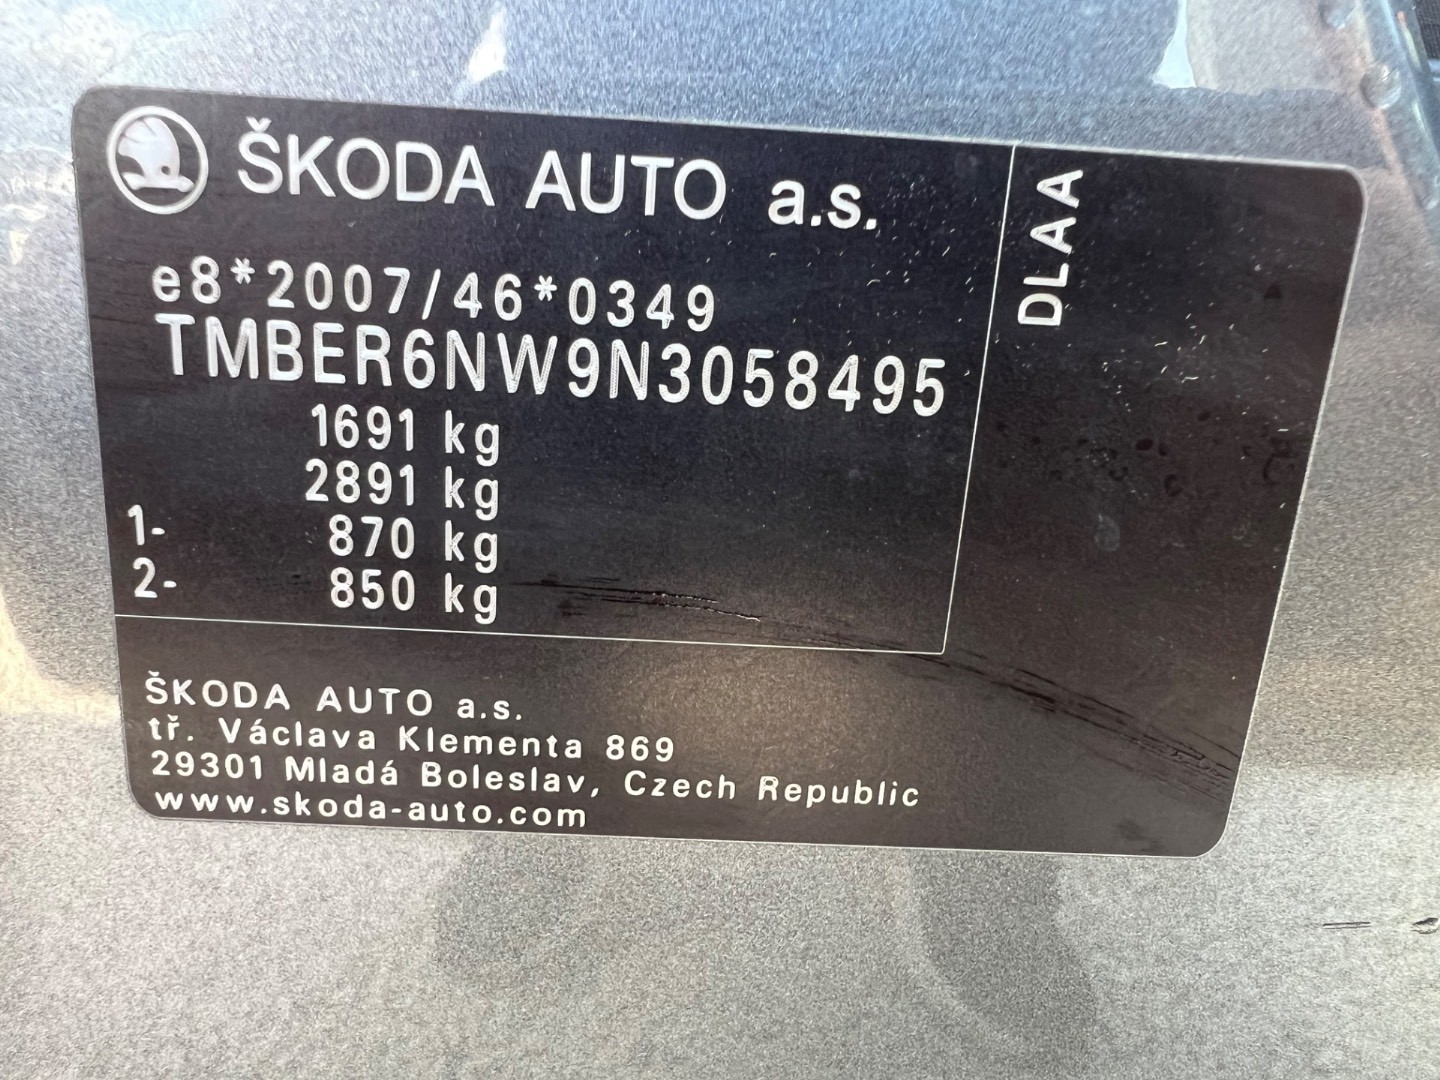 ŠKODA AUTO a.s.
DLAA
e8*2007/46*0349
TMBER6NW9N3058495
1691 kg
2891 kg
1- 870 kg
2- 850 kg
ŠKODA AUTO a.s.
tř. Václava Klementa 869
29301 Mladá Boleslav, Czech Republic
www.skoda-auto.com